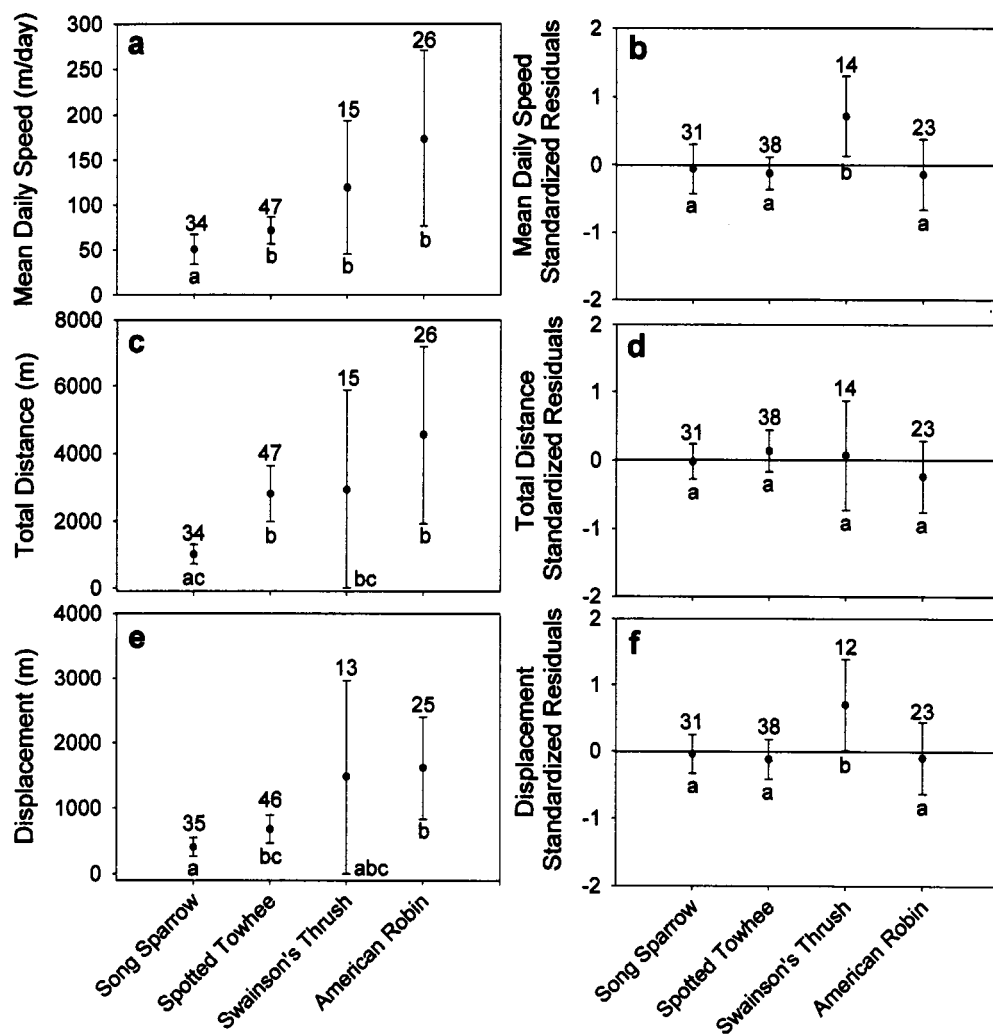 a
Mean Daily Speed (m/day)
300
250
200
150
100
50
0
34
47
15
26
a
b
b
b
b
Mean Daily Speed
Standardized Residuals
2
1
0
-1
-2
31
38
14
23
a
a
b
a
c
Total Distance (m)
8000
6000
4000
2000
0
34
47
15
26
ac
b
bc
b
d
Total Distance
Standardized Residuals
2
1
0
-1
-2
31
38
14
23
a
a
a
a
e
Displacement (m)
4000
3000
2000
1000
0
35
46
13
25
a
bc
abc
b
f
Displacement
Standardized Residuals
2
1
0
-1
-2
31
38
12
23
a
a
b
a
Song Sparrow
Spotted Towhee
Swainson's Thrush
American Robin
Song Sparrow
Spotted Towhee
Swainson's Thrush
American Robin